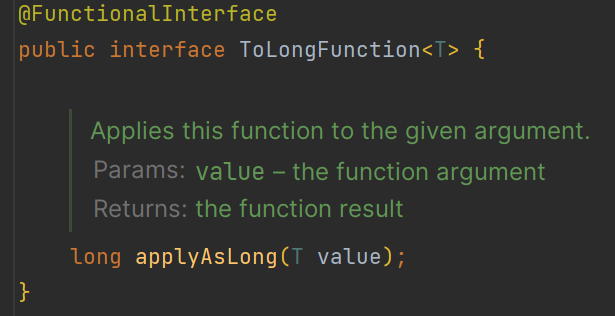 @FunctionalInterface
public interface ToLongFunction<T> {
Applies this function to the given argument.
Params: value – the function argument
Returns: the function result
long applyAsLong(T value);
}